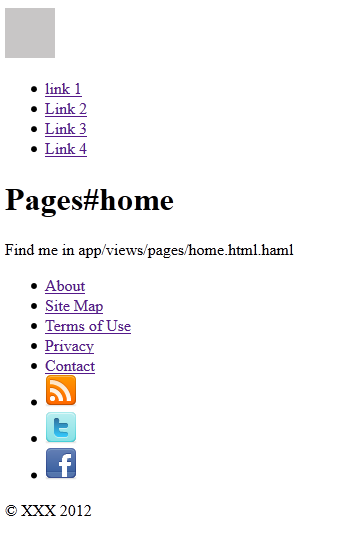 link 1
Link 2
Link 3
Link 4
Pages#home
Find me in app/views/pages/home.html.haml
About
Site Map
Terms of Use
Privacy
Contact
t
f
© XXX 2012